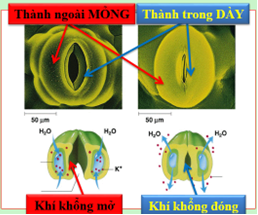 Thành ngoài MỎNG
Thành trong DÀY
50 µm
50 µm
H₂O
H₂O
H₂O
H₂O
K⁺
Khí khổng mở
Khí khổng đóng